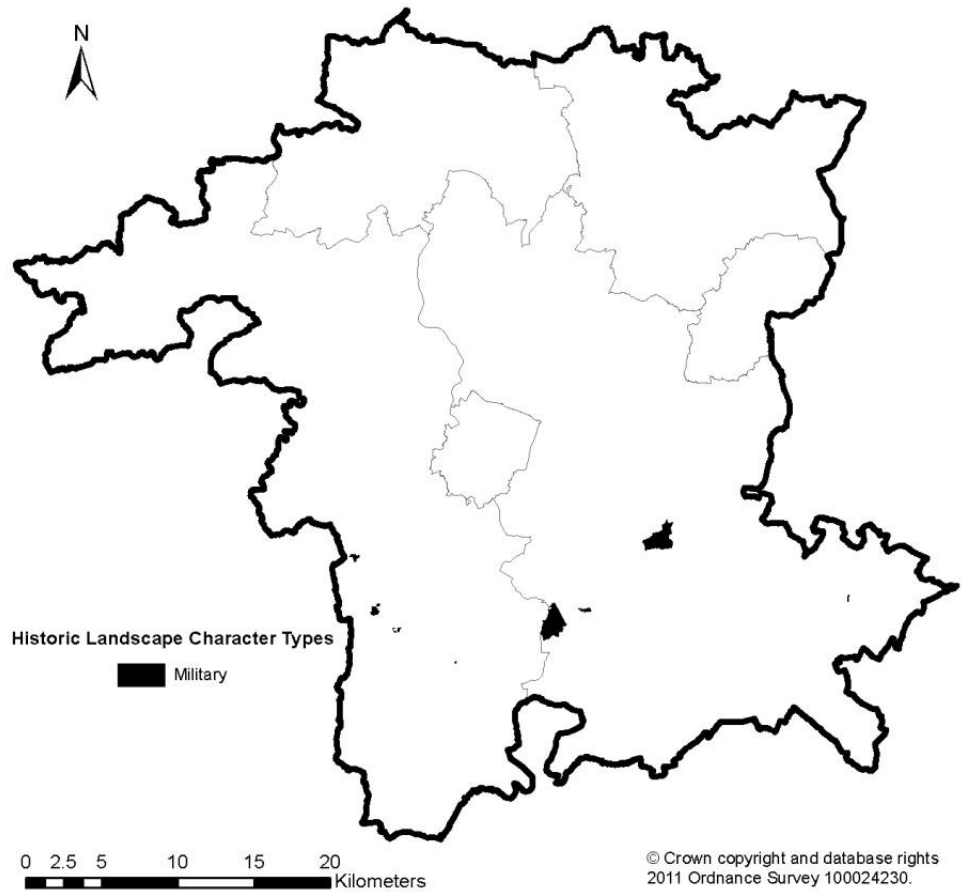 N
Historic Landscape Character Types
Military
0 2.5 5 10 15 20
Kilometers
© Crown copyright and database rights
2011 Ordnance Survey 100024230.